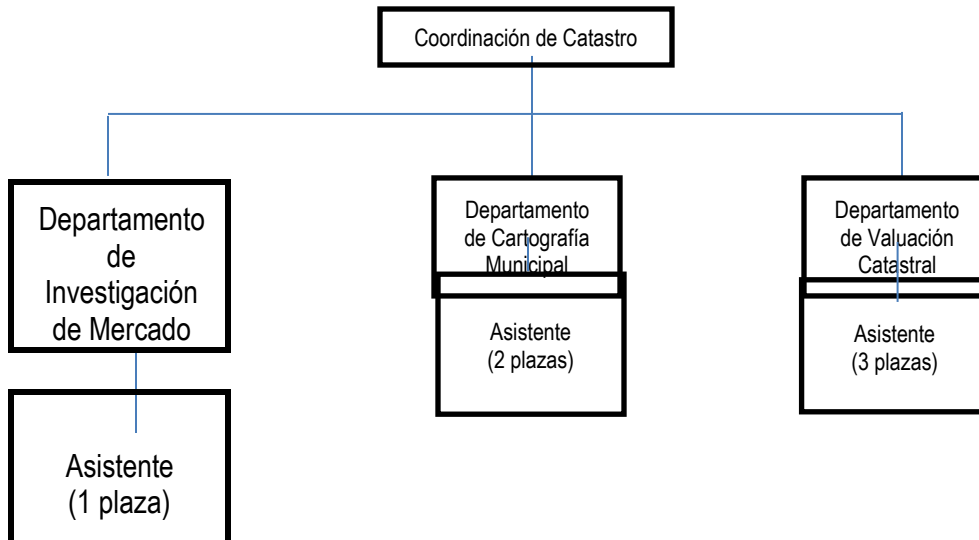 Coordinación de Catastro
Departamento
de
Investigación
de Mercado
Departamento
de Cartografía
Municipal
Departamento
de Valuación
Catastral
Asistente
(1 plaza)
Asistente
(2 plazas)
Asistente
(3 plazas)